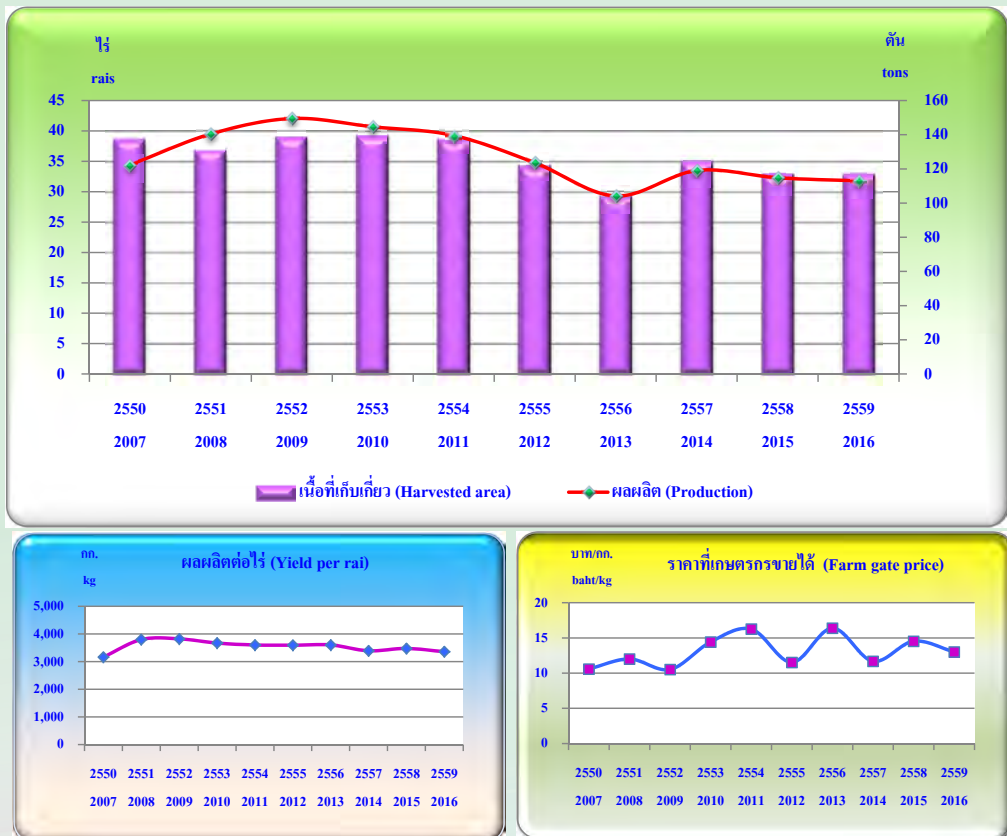 ไร่
ตัน
rais
tons
45
40
35
30
25
20
15
10
5
0
160
140
120
100
80
60
40
20
0
2550 2551 2552 2553 2554 2555 2556 2557 2558 2559
2007 2008 2009 2010 2011 2012 2013 2014 2015 2016
เนื้อที่เก็บเกี่ยว (Harvested area)
ผลผลิต (Production)
กก.
ผลผลิตต่อไร่ (Yield per rai)
kg
5,000
4,000
3,000
2,000
1,000
0
2550 2551 2552 2553 2554 2555 2556 2557 2558 2559
2007 2008 2009 2010 2011 2012 2013 2014 2015 2016
บาท/กก.
ราคาที่เกษตรกรขายได้ (Farm gate price)
baht/kg
20
15
10
5
0
2550 2551 2552 2553 2554 2555 2556 2557 2558 2559
2007 2008 2009 2010 2011 2012 2013 2014 2015 2016